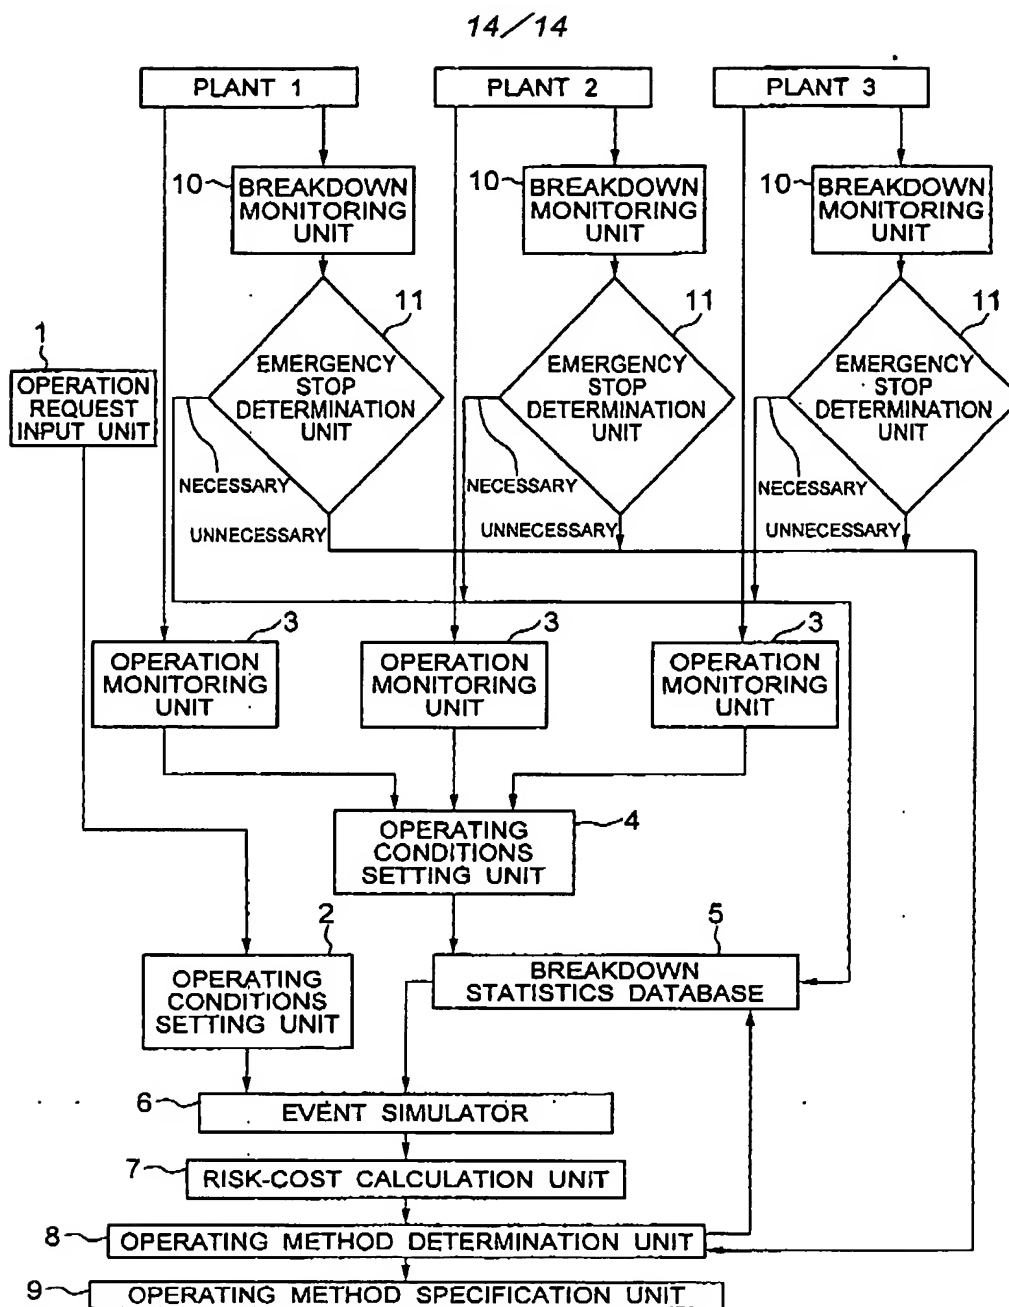 14/14
PLANT 1
PLANT 2
PLANT 3
10
BREAKDOWN
MONITORING
UNIT
10
BREAKDOWN
MONITORING
UNIT
10
BREAKDOWN
MONITORING
UNIT
11
EMERGENCY
STOP
DETERMINATION
UNIT
11
EMERGENCY
STOP
DETERMINATION
UNIT
11
EMERGENCY
STOP
DETERMINATION
UNIT
1
OPERATION
REQUEST
INPUT UNIT
NECESSARY
NECESSARY
NECESSARY
UNNECESSARY
UNNECESSARY
UNNECESSARY
3
OPERATION
MONITORING
UNIT
3
OPERATION
MONITORING
UNIT
3
OPERATION
MONITORING
UNIT
4
OPERATING
CONDITIONS
SETTING UNIT
2
OPERATING
CONDITIONS
SETTING UNIT
5
BREAKDOWN
STATISTICS DATABASE
6
EVENT SIMULATOR
7
RISK-COST CALCULATION UNIT
8
OPERATING METHOD DETERMINATION UNIT
9
OPERATING METHOD SPECIFICATION UNIT